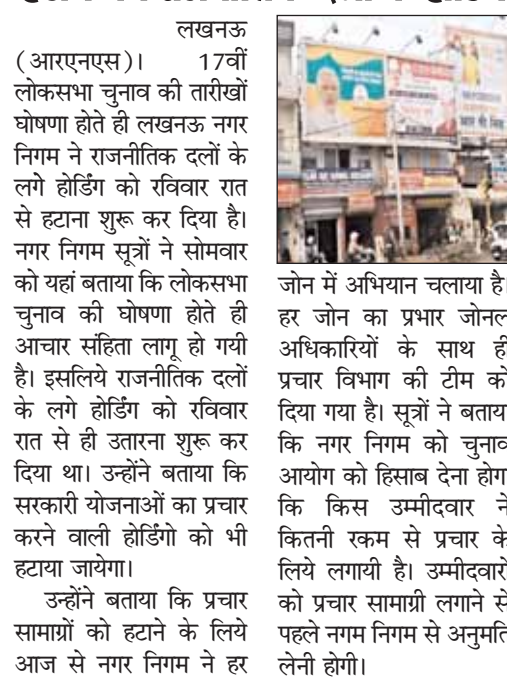 लखनऊ
(आरएनएस)। 17वीं
लोकसभा चुनाव की तारीखों
घोषणा होते ही लखनऊ नगर
निगम ने राजनीतिक दलों के
लगे होर्डिंग को रविवार रात
से हटाना शुरू कर दिया है।
नगर निगम सूत्रों ने सोमवार
को यहां बताया कि लोकसभा
चुनाव की घोषणा होते ही
आचार संहिता लागू हो गयी
है। इसलिये राजनीतिक दलों
के लगे होर्डिंग को रविवार
रात से ही उतारना शुरू कर
दिया था। उन्होंने बताया कि
सरकारी योजनाओं का प्रचार
करने वाली होर्डिंगो को भी
हटाया जायेगा।
उन्होंने बताया कि प्रचार
सामाग्रों को हटाने के लिये
आज से नगर निगम ने हर
जोन में अभियान चलाया है।
हर जोन का प्रभार जोनल
अधिकारियों के साथ ही
प्रचार विभाग की टीम को
दिया गया है। सूत्रों ने बताया
कि नगर निगम को चुनाव
आयोग को हिसाब देना होगा
कि किस उम्मीदवार ने
कितनी रकम से प्रचार के
लिये लगायी है। उम्मीदवारों
को प्रचार सामाग्री लगाने से
पहले नगम निगम से अनुमति
लेनी होगी।